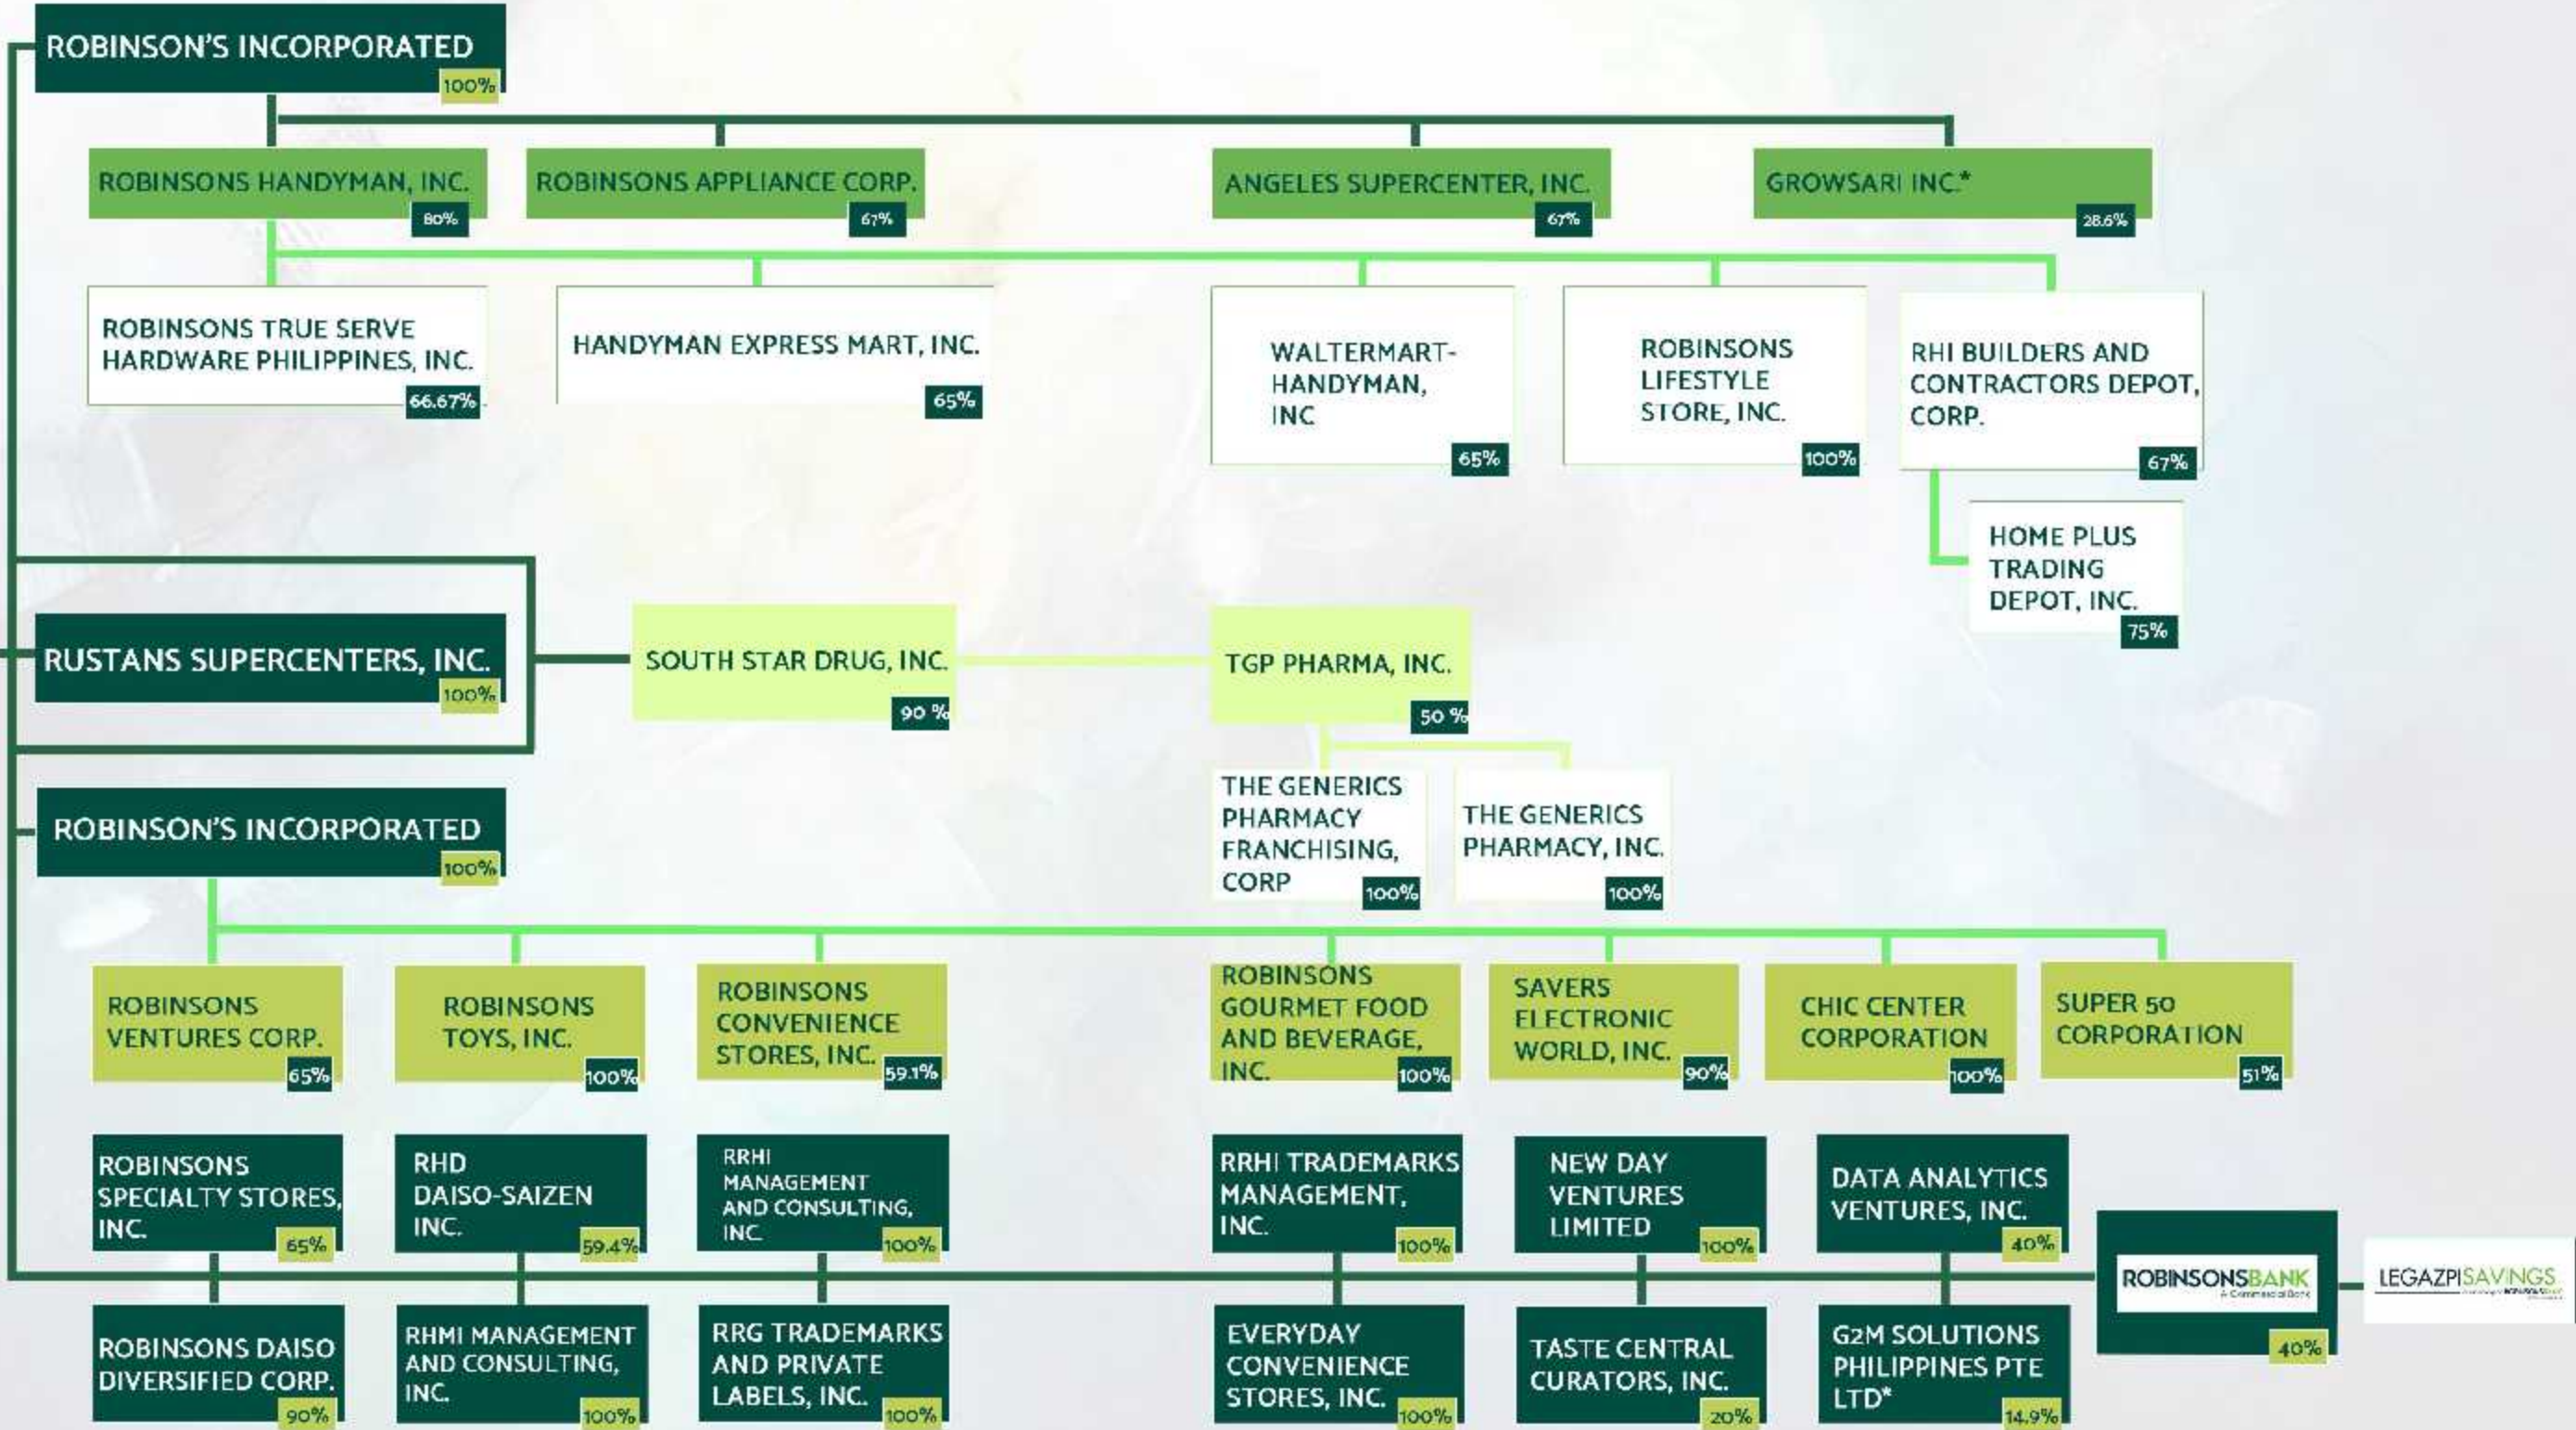 ROBINSON'S INCORPORATED
100%
ROBINSONS HANDYMAN, INC.
80%
ROBINSONS APPLIANCE CORP.
67%
ANGELES SUPERCENTER, INC.
67%
GROWSARI INC.*
28.6%
ROBINSONS TRUE SERVE
HARDWARE PHILIPPINES, INC.
66.67%
HANDYMAN EXPRESS MART, INC.
65%
WALTERMART-
HANDYMAN,
INC
65%
ROBINSONS
LIFESTYLE
STORE, INC.
100%
RHI BUILDERS AND
CONTRACTORS DEPOT,
CORP.
67%
HOME PLUS
TRADING
DEPOT, INC.
75%
RUSTANS SUPERCENTERS, INC.
100%
SOUTH STAR DRUG, INC.
90 %
TGP PHARMA, INC.
50 %
THE GENERICS
PHARMACY
FRANCHISING,
CORP
100%
THE GENERICS
PHARMACY, INC.
100%
ROBINSON'S INCORPORATED
100%
ROBINSONS
VENTURES CORP.
65%
ROBINSONS
TOYS, INC.
100%
ROBINSONS
CONVENIENCE
STORES, INC.
59.1%
ROBINSONS
GOURMET FOOD
AND BEVERAGE,
INC.
100%
SAVERS
ELECTRONIC
WORLD, INC.
90%
CHIC CENTER
CORPORATION
100%
SUPER 50
CORPORATION
51%
ROBINSONS
SPECIALTY STORES,
INC.
65%
RHD
DAISO-SAIZEN
INC.
59.4%
RRHI
MANAGEMENT
AND CONSULTING,
INC
100%
RRHI TRADEMARKS
MANAGEMENT,
INC.
100%
NEW DAY
VENTURES
LIMITED
100%
DATA ANALYTICS
VENTURES, INC.
40%
ROBINSONSBANK
A Commercial Bank
40%
LEGAZPISAVINGS
ROBINSONS DAISO
DIVERSIFIED CORP.
90%
RHMI MANAGEMENT
AND CONSULTING,
INC.
100%
RRG TRADEMARKS
AND PRIVATE
LABELS, INC.
100%
EVERYDAY
CONVENIENCE
STORES, INC.
100%
TASTE CENTRAL
CURATORS, INC.
20%
G2M SOLUTIONS
PHILIPPINES PTE
LTD*
14.9%